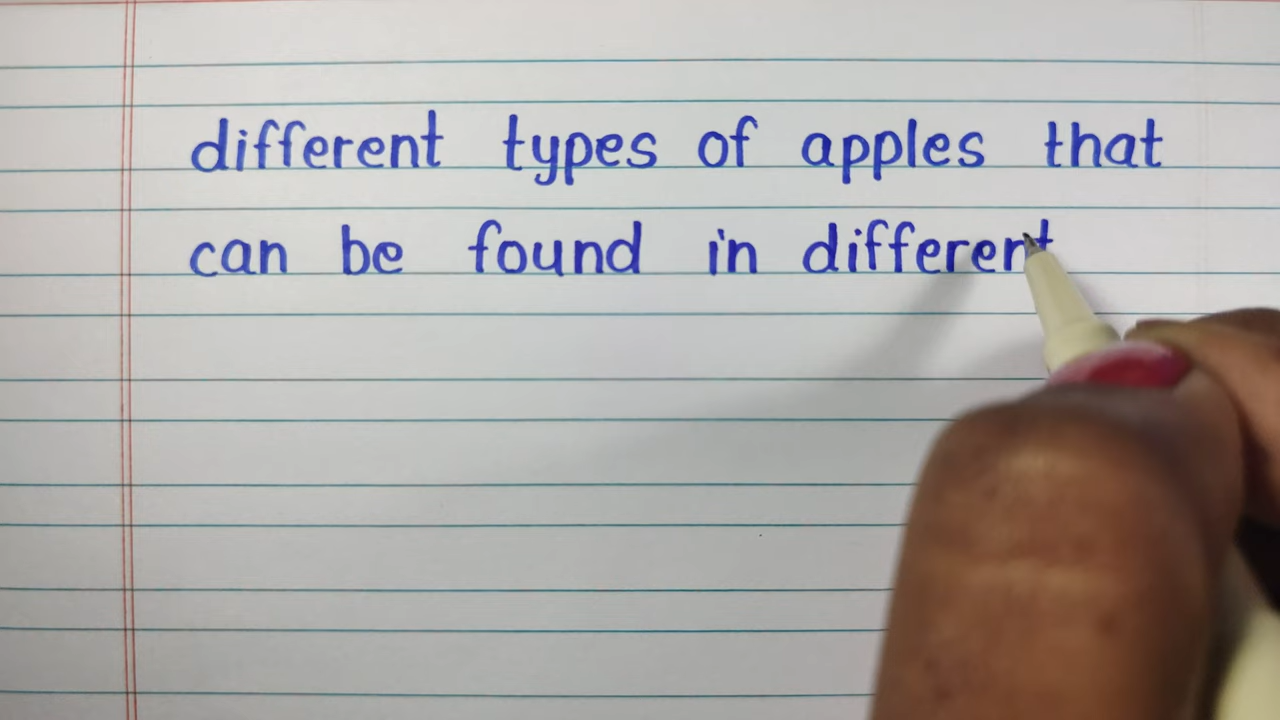 different types of apples that
can be found in different